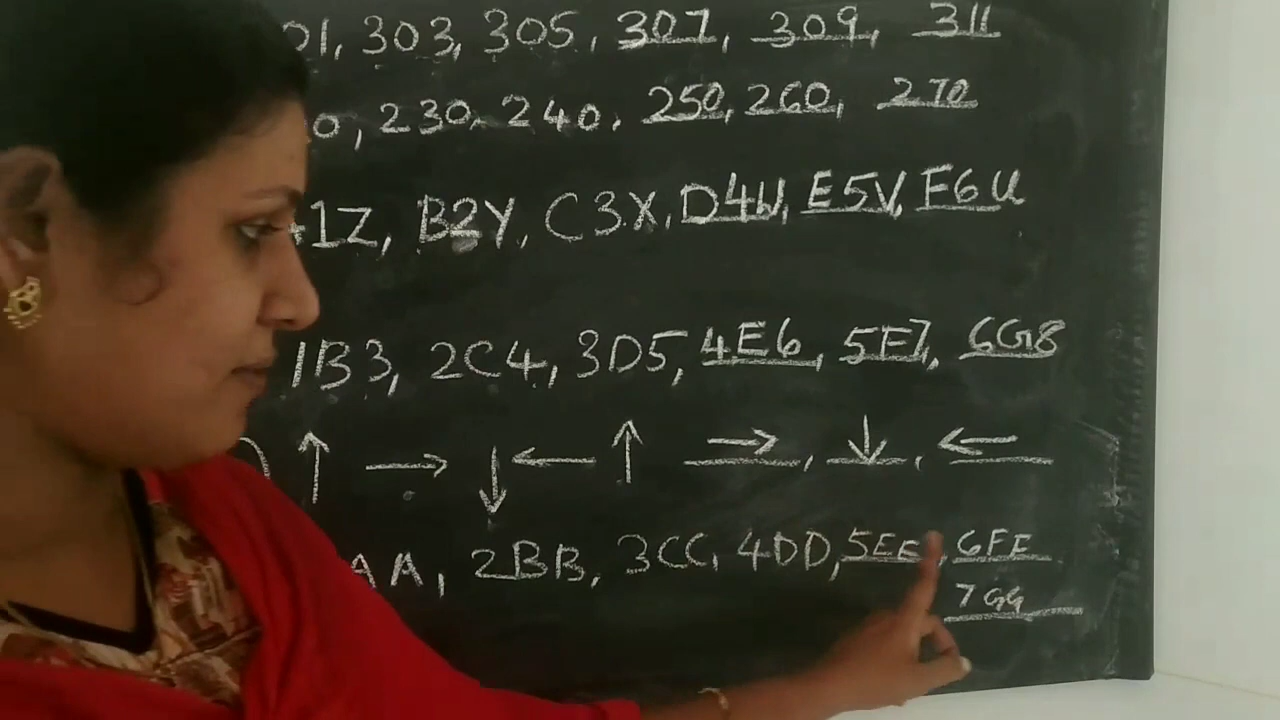 01, 303, 305, 307, 309, 311
0, 230, 240, 250, 260, 270
1Z, B2Y, C3X, D4W, E5V, F6U
1B3, 2C4, 3D5, 4E6, 5F7, 6G8
↑ → ↓ ← ↑ →, ↓, ←
AA, 2BB, 3CC, 4DD, 5EE, 6FF
7GG